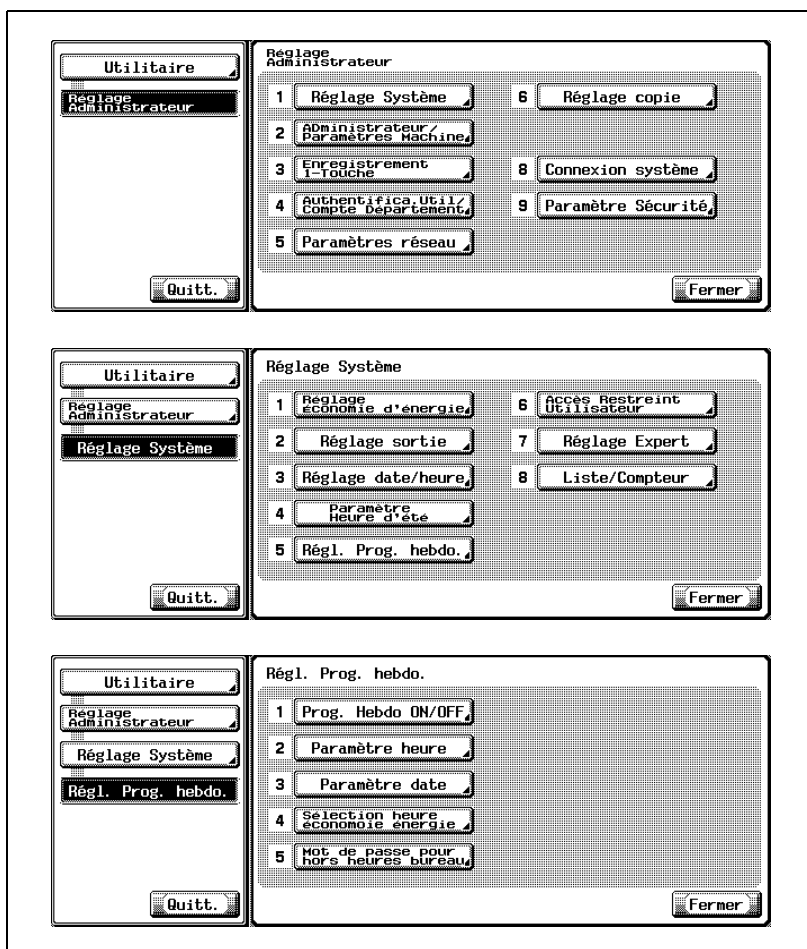 Utilitaire
Réglage
Administrateur
Quitt.
Réglage
Administrateur
1 Réglage Système
2 ADministrateur/
Paramètres Machine
3 Enregistrement
1-Touche
4 Authentifica.Util/
Compte Département
5 Paramètres réseau
6 Réglage copie
8 Connexion système
9 Paramètre Sécurité
Fermer
Utilitaire
Réglage
Administrateur
Réglage Système
Quitt.
Réglage Système
1 Réglage
économie d'énergie
2 Réglage sortie
3 Réglage date/heure
4 Paramètre
Heure d'été
5 Régl. Prog. hebdo.
6 Accès Restreint
Utilisateur
7 Réglage Expert
8 Liste/Compteur
Fermer
Utilitaire
Réglage
Administrateur
Réglage Système
Régl. Prog. hebdo.
Quitt.
Régl. Prog. hebdo.
1 Prog. Hebdo ON/OFF
2 Paramètre heure
3 Paramètre date
4 Sélection heure
économoie énergie
5 Mot de passe pour
hors heures bureau
Fermer